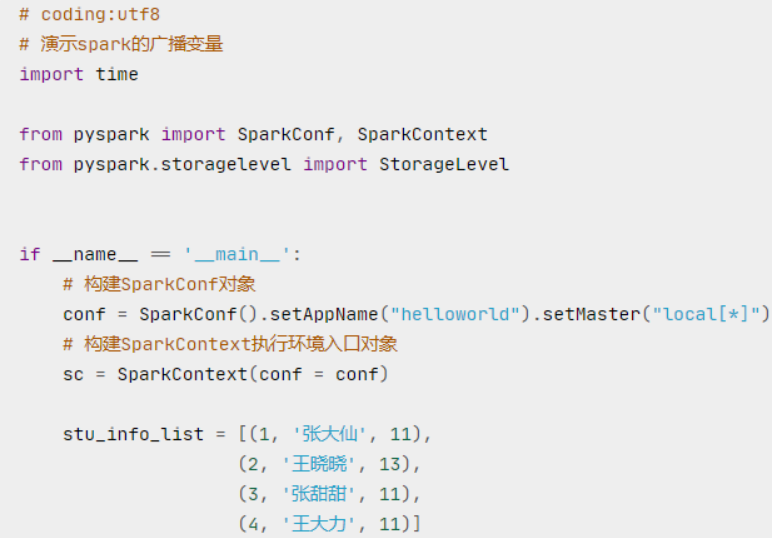 # coding:utf8
# 演示spark的广播变量
import time
from pyspark import SparkConf, SparkContext
from pyspark.storagelevel import StorageLevel
if __name__ == '__main__':
# 构建SparkConf对象
conf = SparkConf().setAppName("helloworld").setMaster("local[*]")
# 构建SparkContext执行环境入口对象
sc = SparkContext(conf = conf)
stu_info_list = [(1, '张大仙', 11),
(2, '王晓晓', 13),
(3, '张甜甜', 11),
(4, '王大力', 11)]